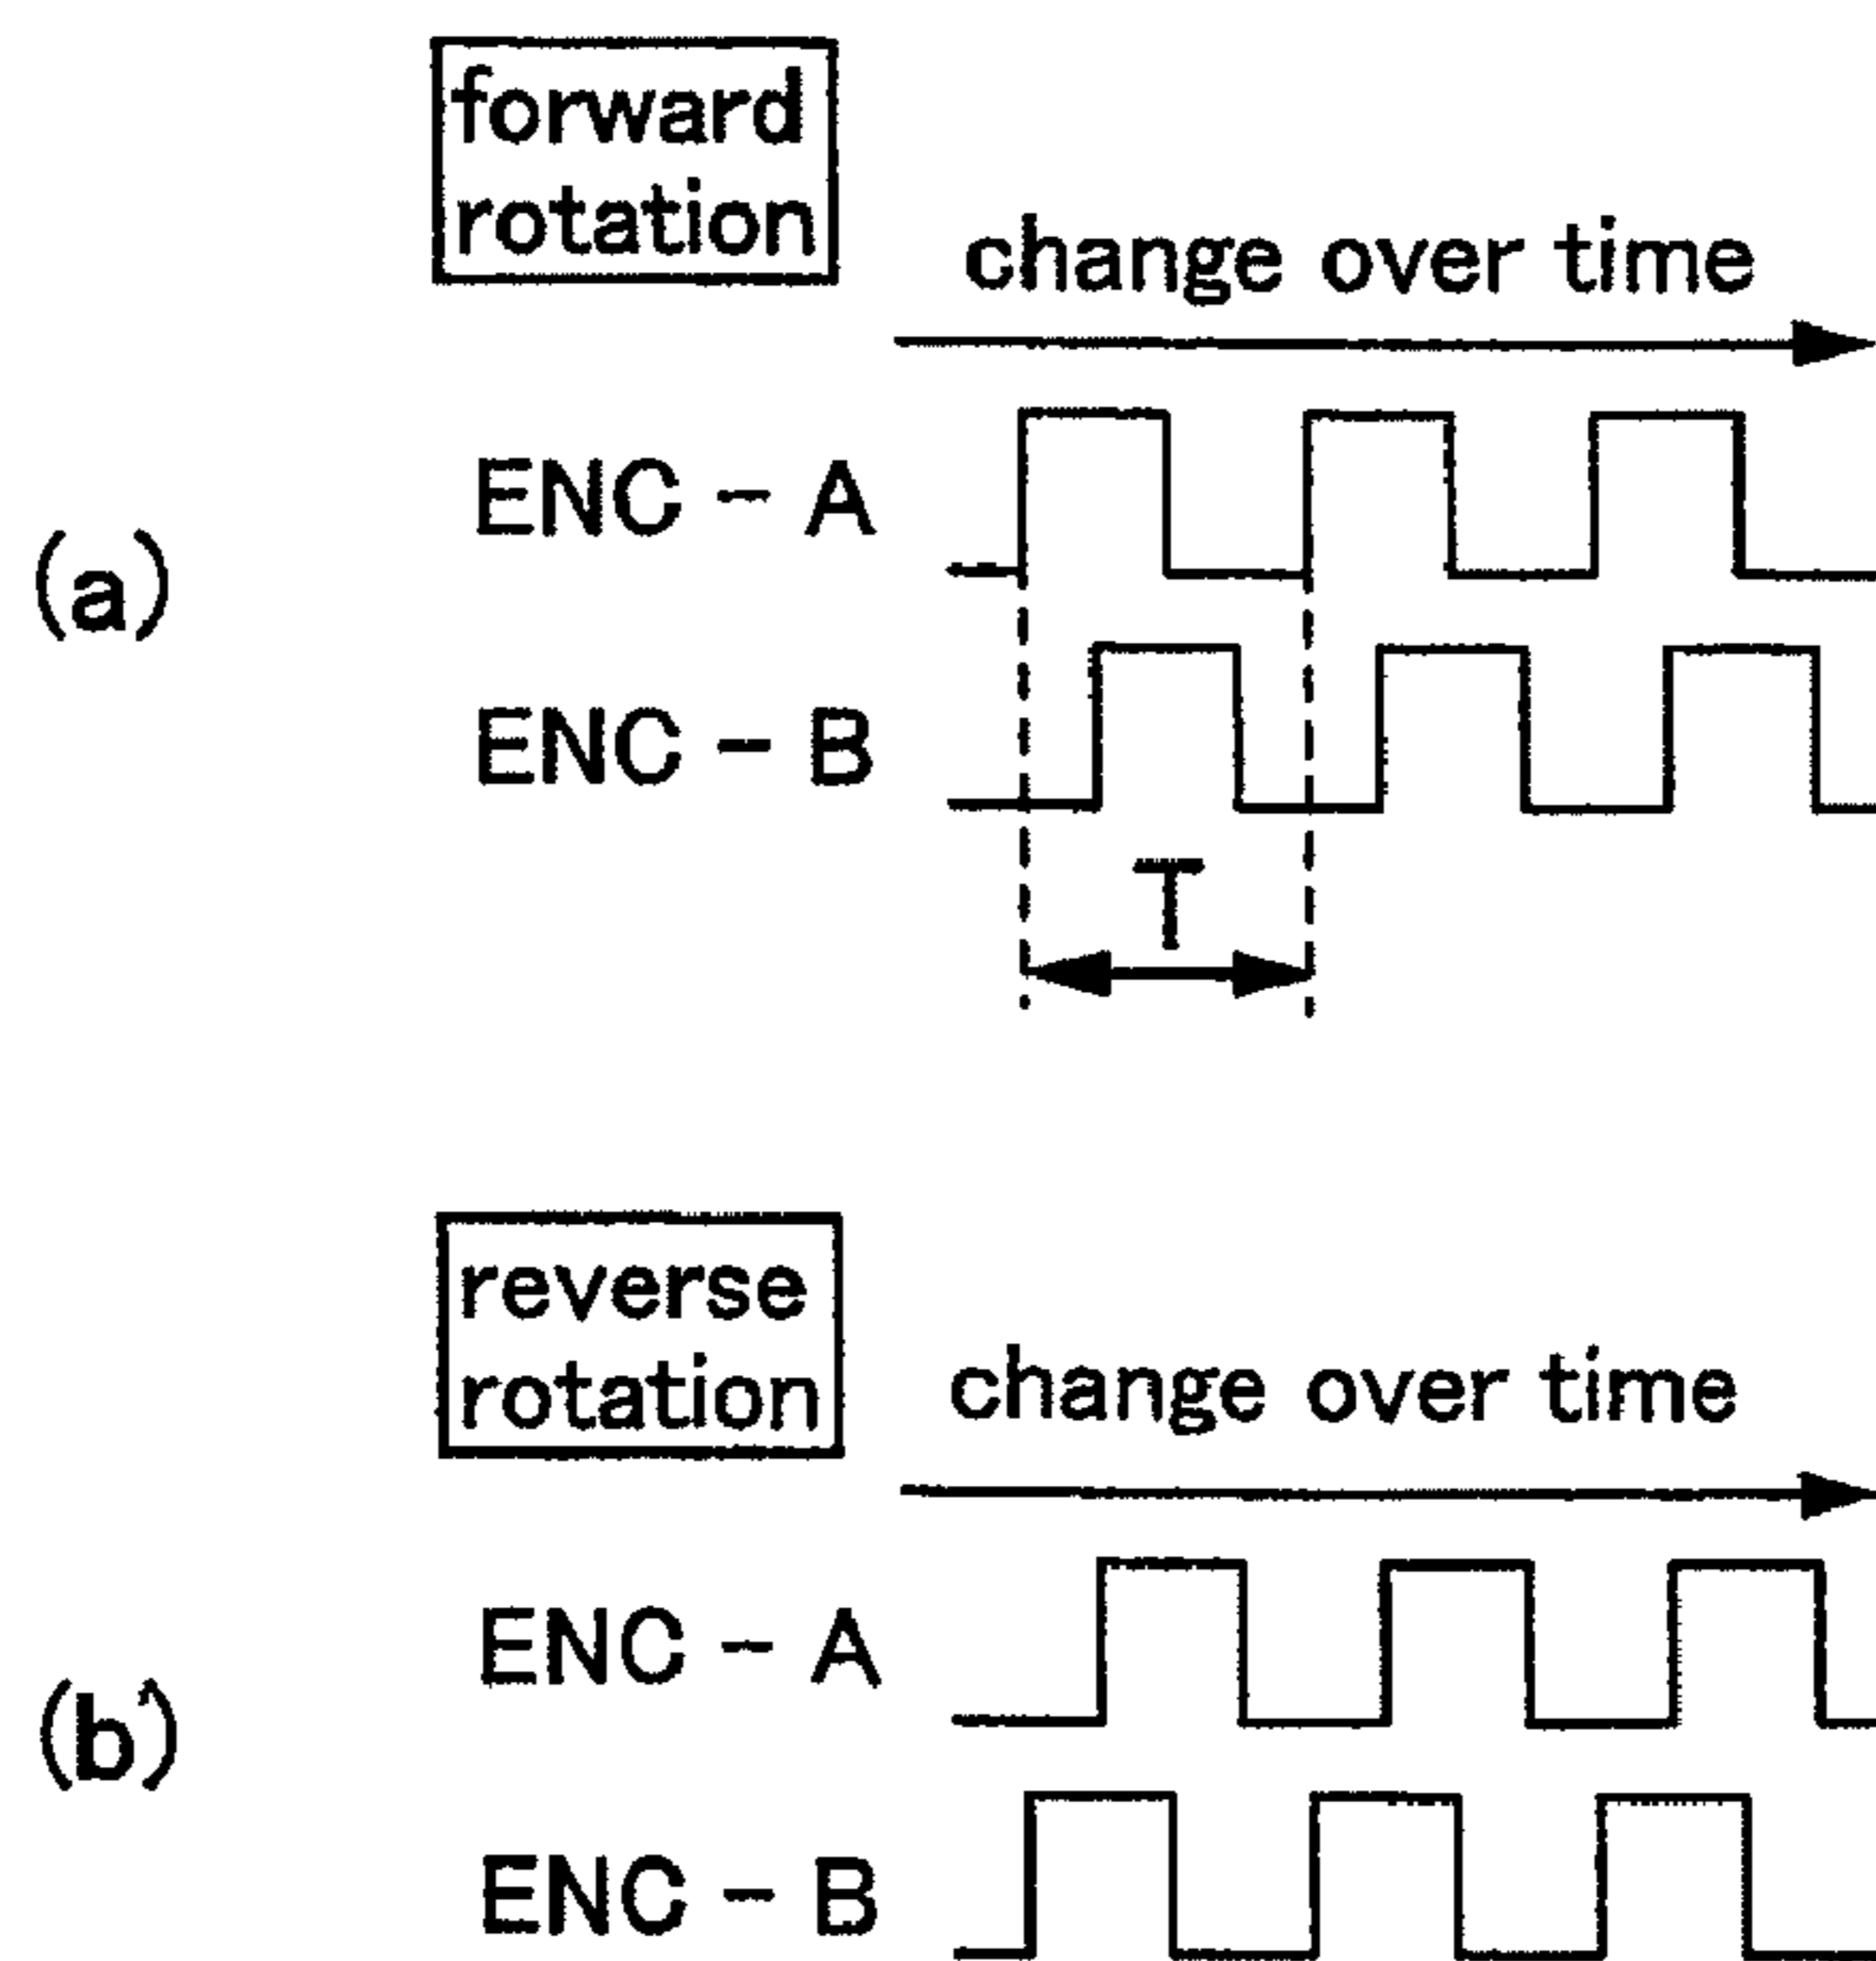 forward
rotation
change over time
ENC - A
(a)
ENC - B
T
reverse
rotation
change over time
ENC - A
(b)
ENC - B